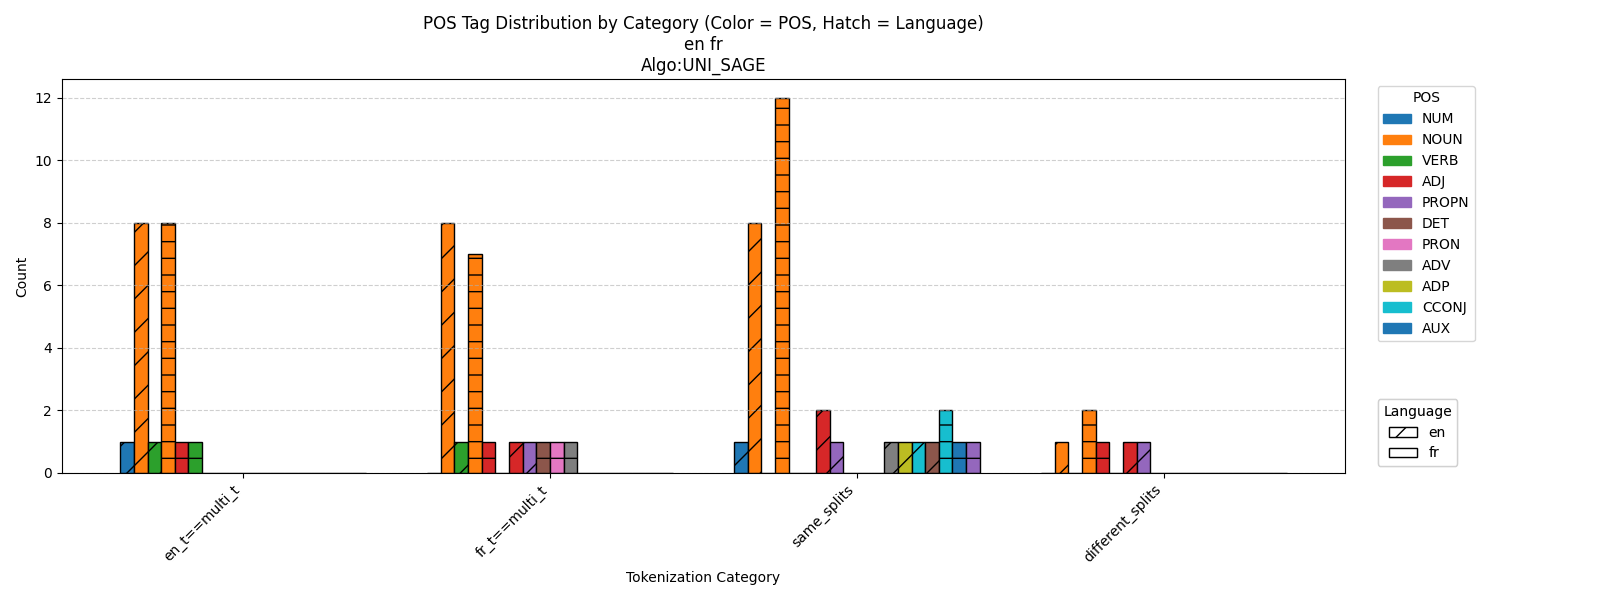 POS Tag Distribution by Category (Color = POS, Hatch = Language)
en fr
Algo:UNI_SAGE
Count
12
10
8
6
4
2
0
en_t==multi_t
fr_t==multi_t
same_splits
different_splits
Tokenization Category
POS
NUM
NOUN
VERB
ADJ
PROPN
DET
PRON
ADV
ADP
CCONJ
AUX
Language
en
fr